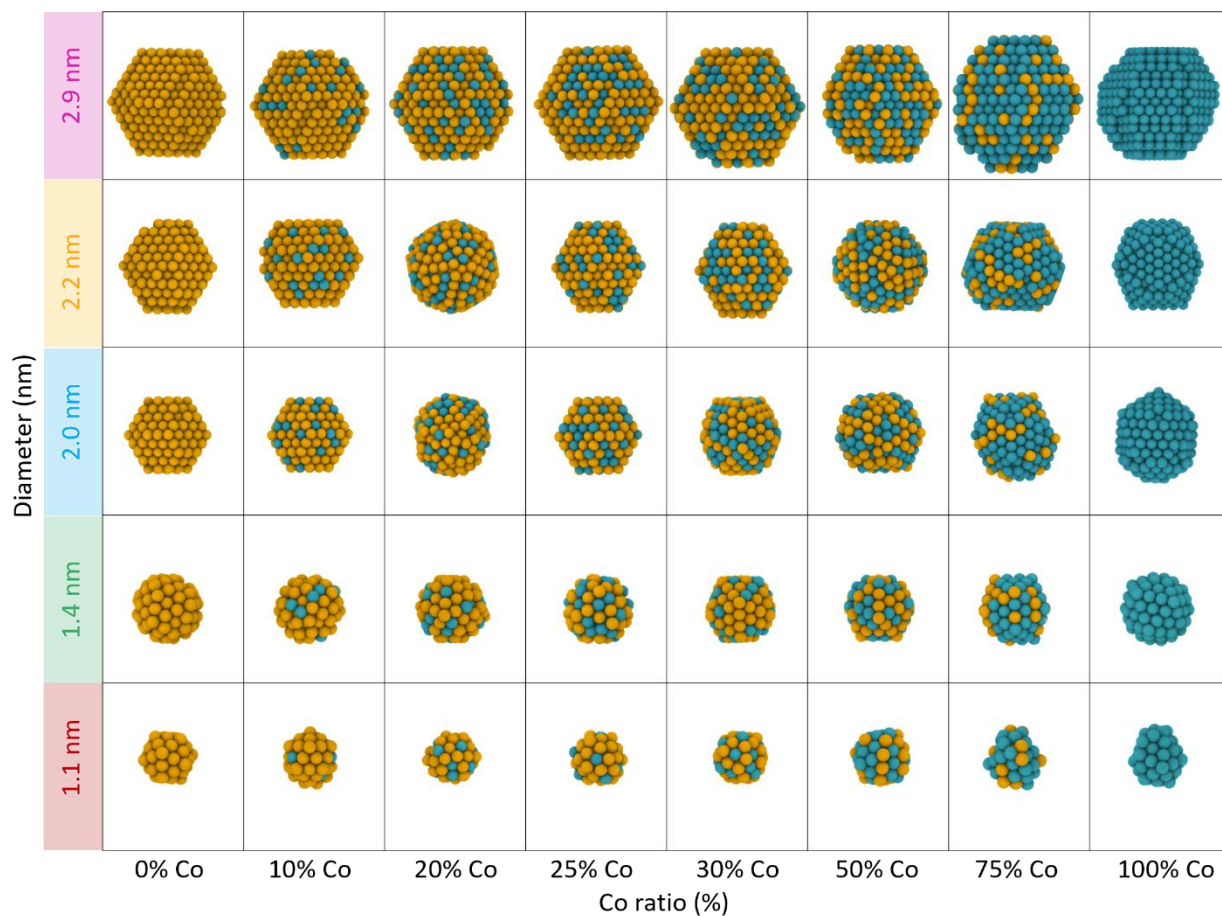 2.9 nm
2.2 nm
2.0 nm
1.4 nm
1.1 nm
Diameter (nm)
0% Co
10% Co
20% Co
25% Co
30% Co
50% Co
75% Co
100% Co
Co ratio (%)